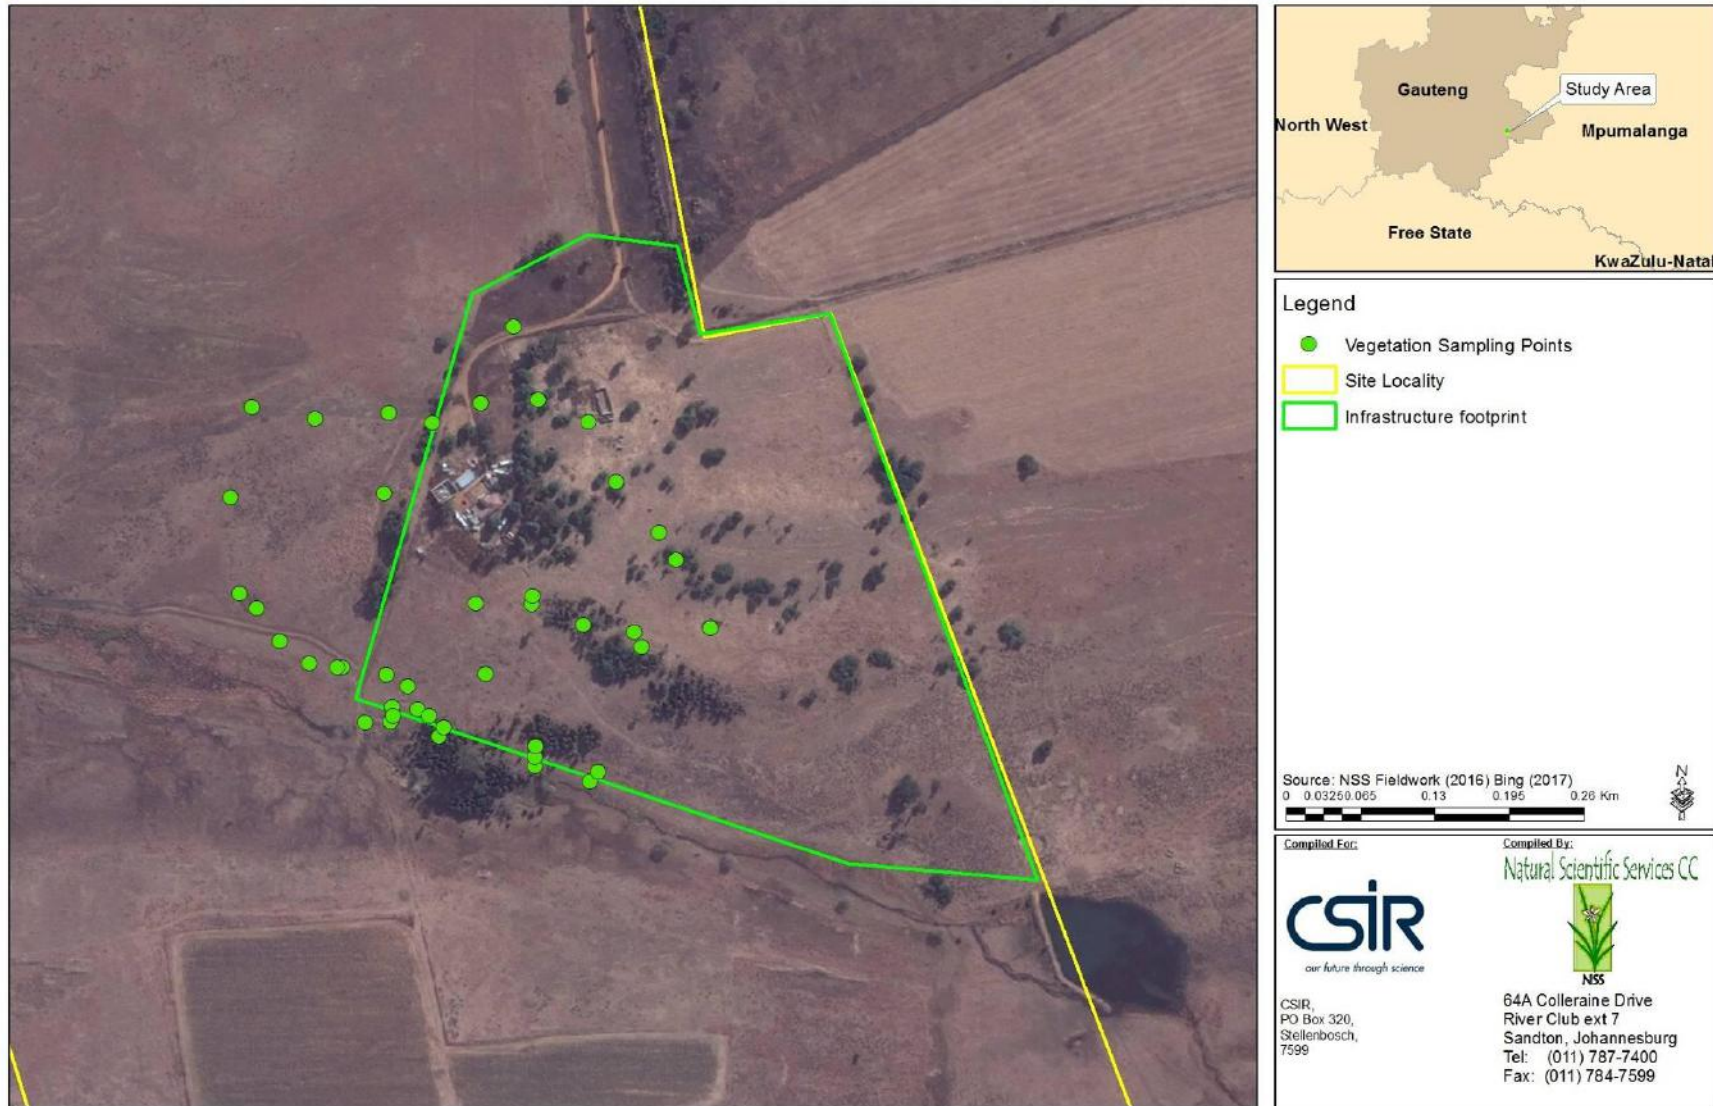 Gauteng
Study Area
North West
Mpumalanga
Free State
KwaZulu-Natal
Legend
Vegetation Sampling Points
Site Locality
Infrastructure footprint
Source: NSS Fieldwork (2016) Bing (2017)
0 0.03250.065 0.13 0.195 0.26 Km
N
Compiled For:
CSIR
our future through science
CSIR,
PO Box 320,
Stellenbosch,
7599
Compiled By:
Natural Scientific Services CC
NSS
64A Colleraine Drive
River Club ext 7
Sandton, Johannesburg
Tel: (011) 787-7400
Fax: (011) 784-7599